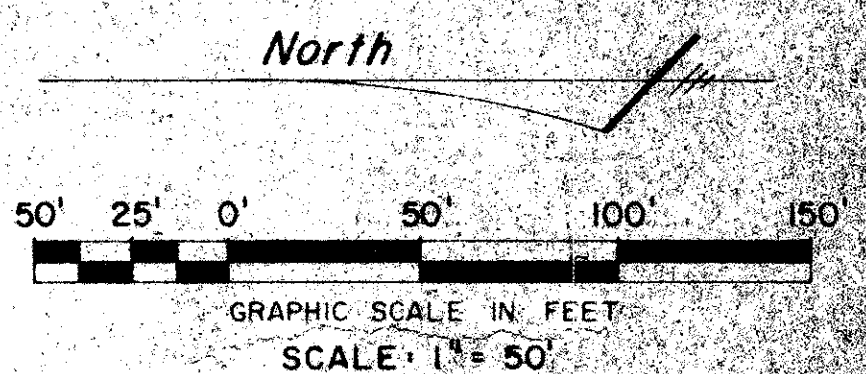 North
50' 25' 0' 50' 100' 150'
GRAPHIC SCALE IN FEET
SCALE: 1" = 50'